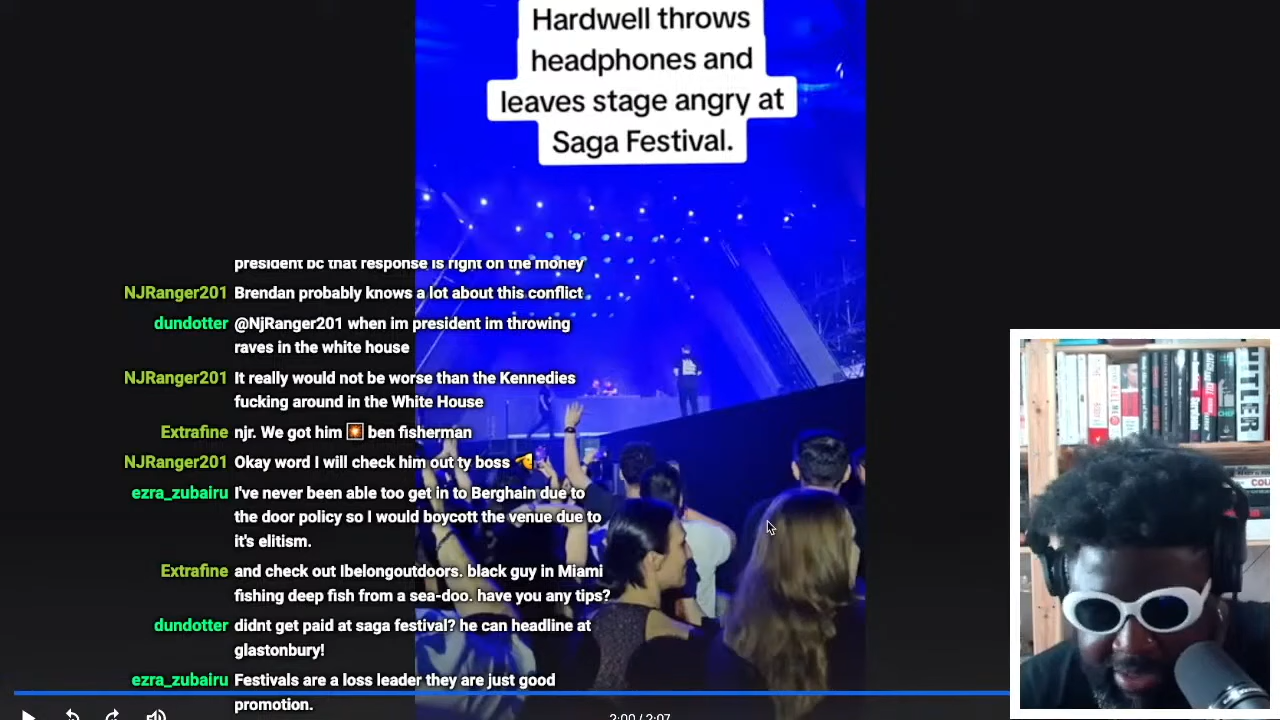 Hardwell throws
headphones and
leaves stage angry at
Saga Festival.
president bc that response is right on the money
NJRanger201 Brendan probably knows a lot about this conflict
dundotter @NjRanger201 when im president im throwing
raves in the white house
NJRanger201 It really would not be worse than the Kennedies
fucking around in the White House
Extrafine njr. We got him 🎇 ben fisherman
NJRanger201 Okay word I will check him out ty boss 🫡
ezra_zubairu I've never been able too get in to Berghain due to
the door policy so I would boycott the venue due to
it's elitism.
Extrafine and check out Ibelongoutdoors. black guy in Miami
fishing deep fish from a sea-doo. have you any tips?
dundotter didnt get paid at saga festival? he can headline at
glastonbury!
ezra_zubairu Festivals are a loss leader they are just good
promotion.
2:00 / 2:07
HITLER